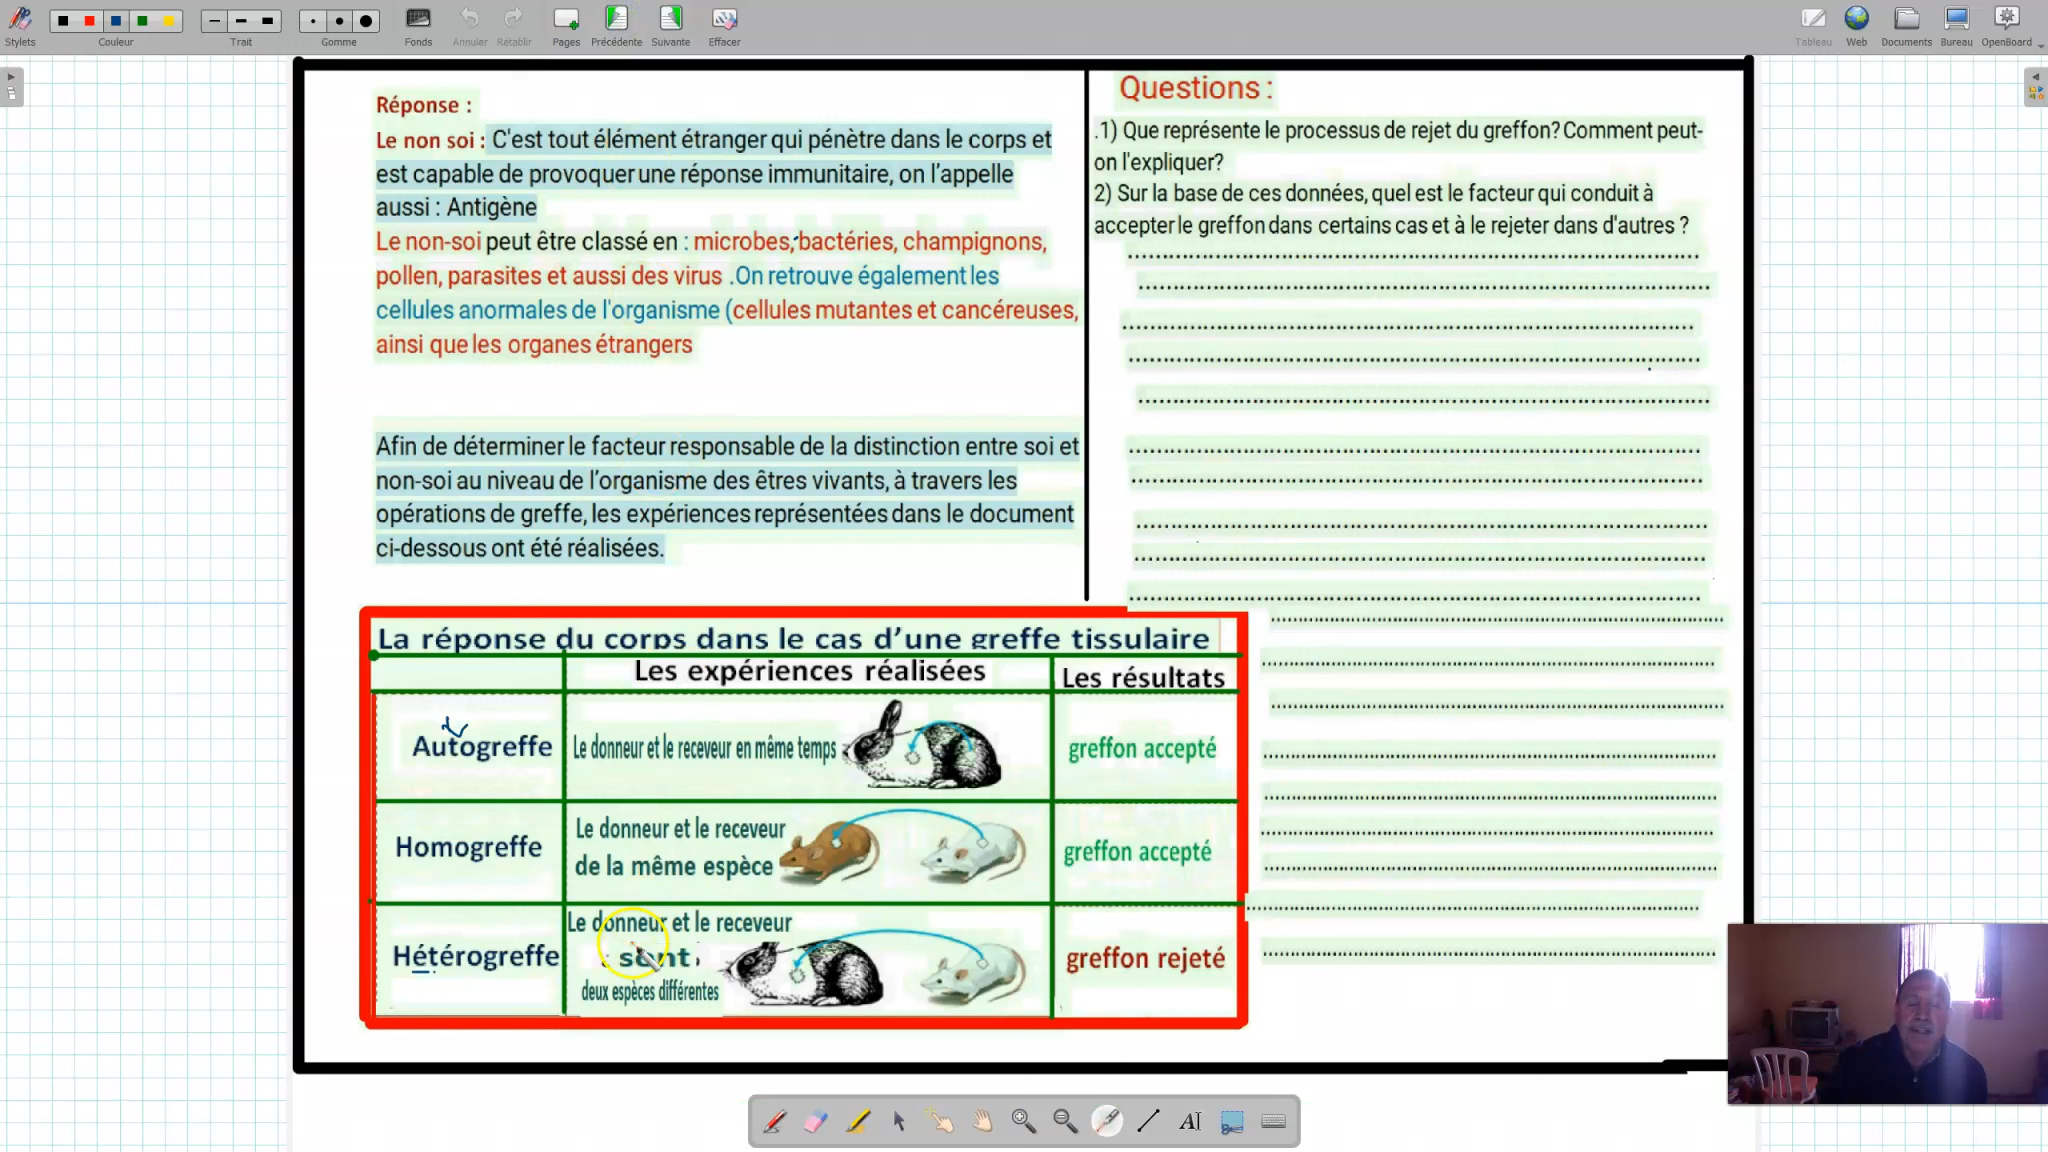 Stylets
Couleur
Trait
Gomme
Fonds
Annuler
Rétablir
Pages
Précédente
Suivante
Effacer
Tableau
Web
Documents
Bureau
OpenBoard
Réponse :
Le non soi : C'est tout élément étranger qui pénètre dans le corps et
est capable de provoquer une réponse immunitaire, on l'appelle
aussi : Antigène
Le non-soi peut être classé en : microbes, bactéries, champignons,
pollen, parasites et aussi des virus .On retrouve également les
cellules anormales de l'organisme (cellules mutantes et cancéreuses,
ainsi que les organes étrangers
Afin de déterminer le facteur responsable de la distinction entre soi et
non-soi au niveau de l'organisme des êtres vivants, à travers les
opérations de greffe, les expériences représentées dans le document
ci-dessous ont été réalisées.
Questions :
.1) Que représente le processus de rejet du greffon? Comment peut-
on l'expliquer?
2) Sur la base de ces données, quel est le facteur qui conduit à
accepter le greffon dans certains cas et à le rejeter dans d'autres ?
La réponse du corps dans le cas d'une greffe tissulaire
Les expériences réalisées
Les résultats
Autogreffe
Le donneur et le receveur en même temps
greffon accepté
Homogreffe
Le donneur et le receveur
de la même espèce
greffon accepté
Hétérogreffe
Le donneur et le receveur
sont
deux espèces différentes
greffon rejeté